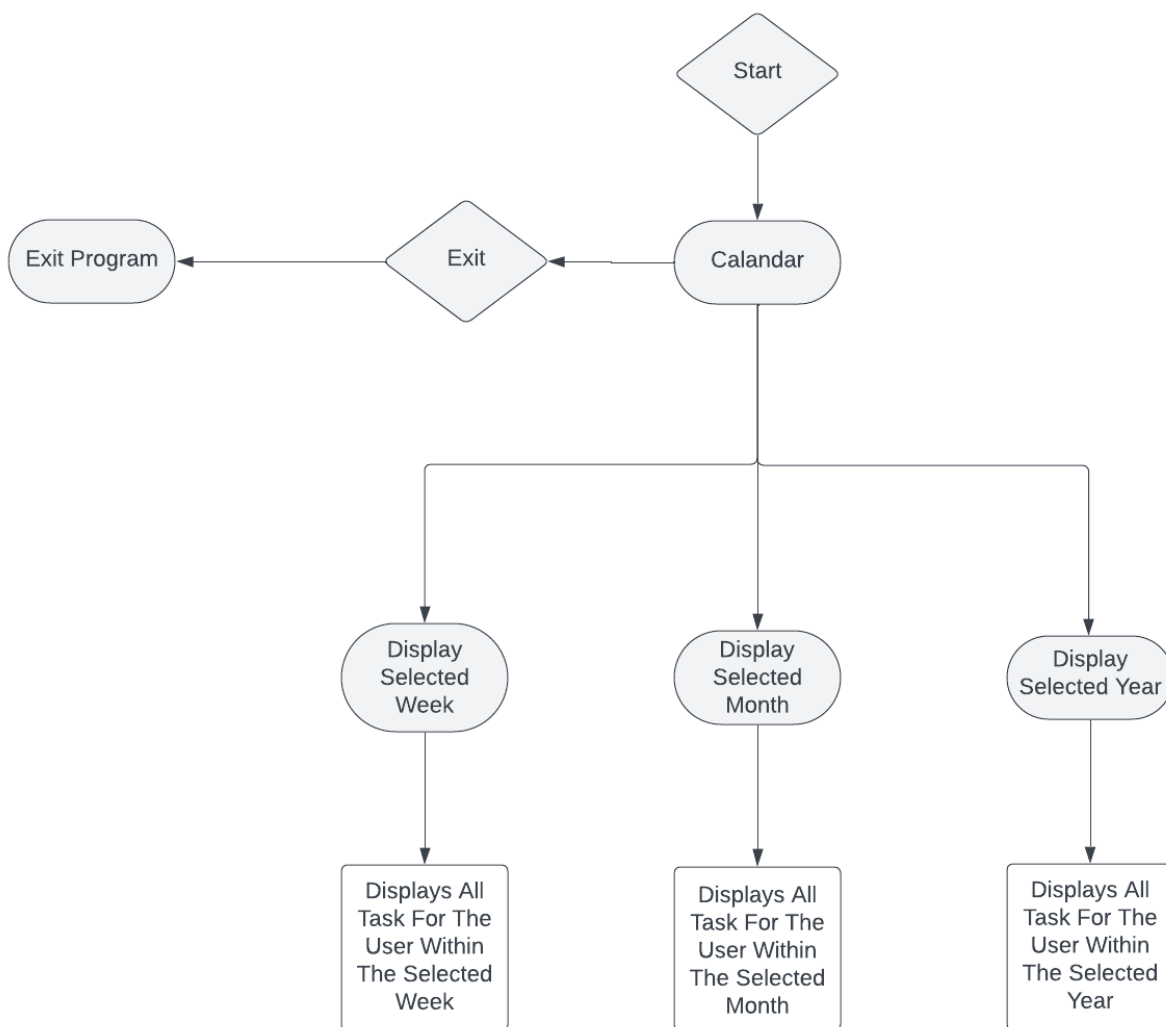 Start
Exit Program
Exit
Calandar
Display
Selected
Week
Display
Selected
Month
Display
Selected Year
Displays All
Task For The
User Within
The Selected
Week
Displays All
Task For The
User Within
The Selected
Month
Displays All
Task For The
User Within
The Selected
Year